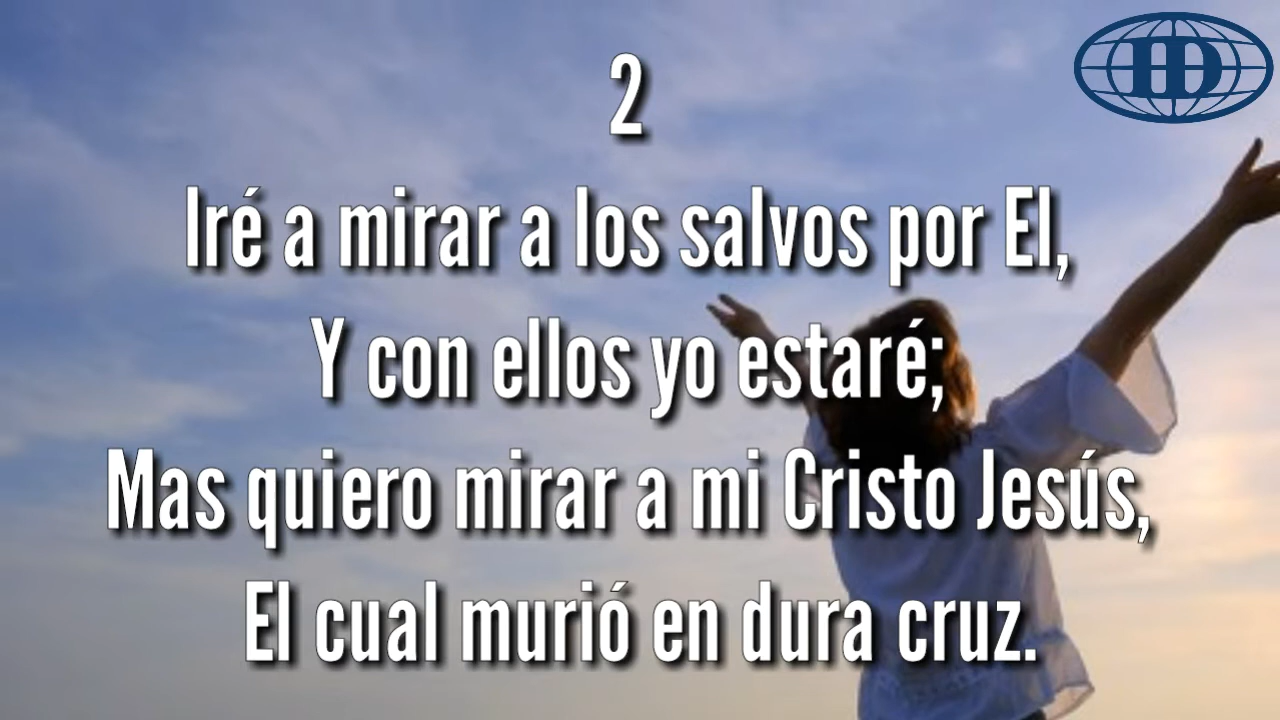 2
Iré a mirar a los salvos por El,
Y con ellos yo estaré;
Mas quiero mirar a mi Cristo Jesús,
El cual murió en dura cruz.